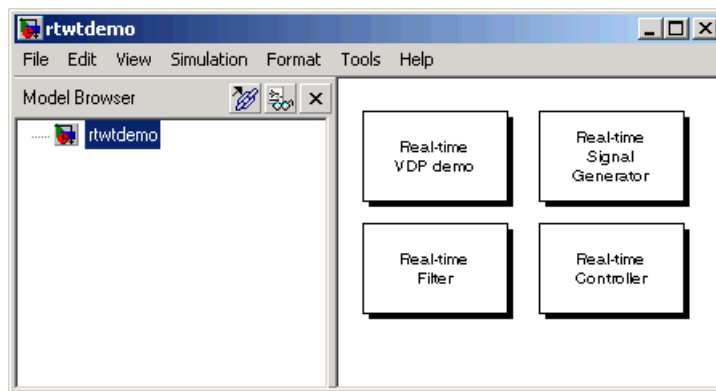 rtwtdemo
File Edit View Simulation Format Tools Help
Model Browser
rtwtdemo
Real-time
VDP demo
Real-time
Signal
Generator
Real-time
Filter
Real-time
Controller